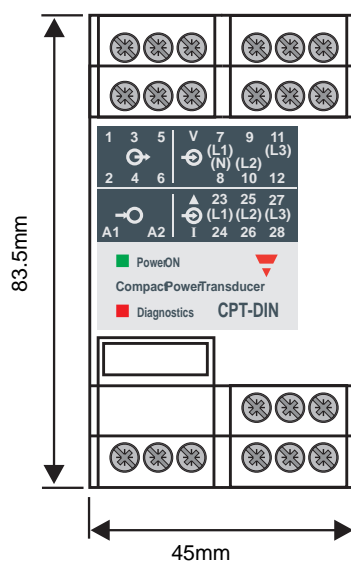 1 3 5 V 7 9 11
(L1) (L3)
(N) (L2)
2 4 6 8 10 12
23 25 27
(L1) (L2) (L3)
A1 A2 I 24 26 28
PowerON
CompactPowerTransducer
Diagnostics CPT-DIN
83.5mm
45mm